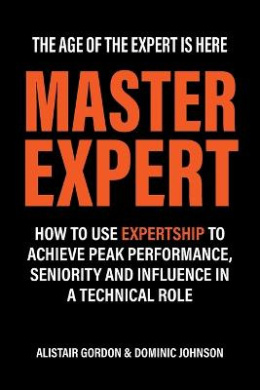 THE AGE OF THE EXPERT IS HERE
MASTER
EXPERT
HOW TO USE EXPERTSHIP TO
ACHIEVE PEAK PERFORMANCE,
SENIORITY AND INFLUENCE IN
A TECHNICAL ROLE
ALISTAIR GORDON & DOMINIC JOHNSON